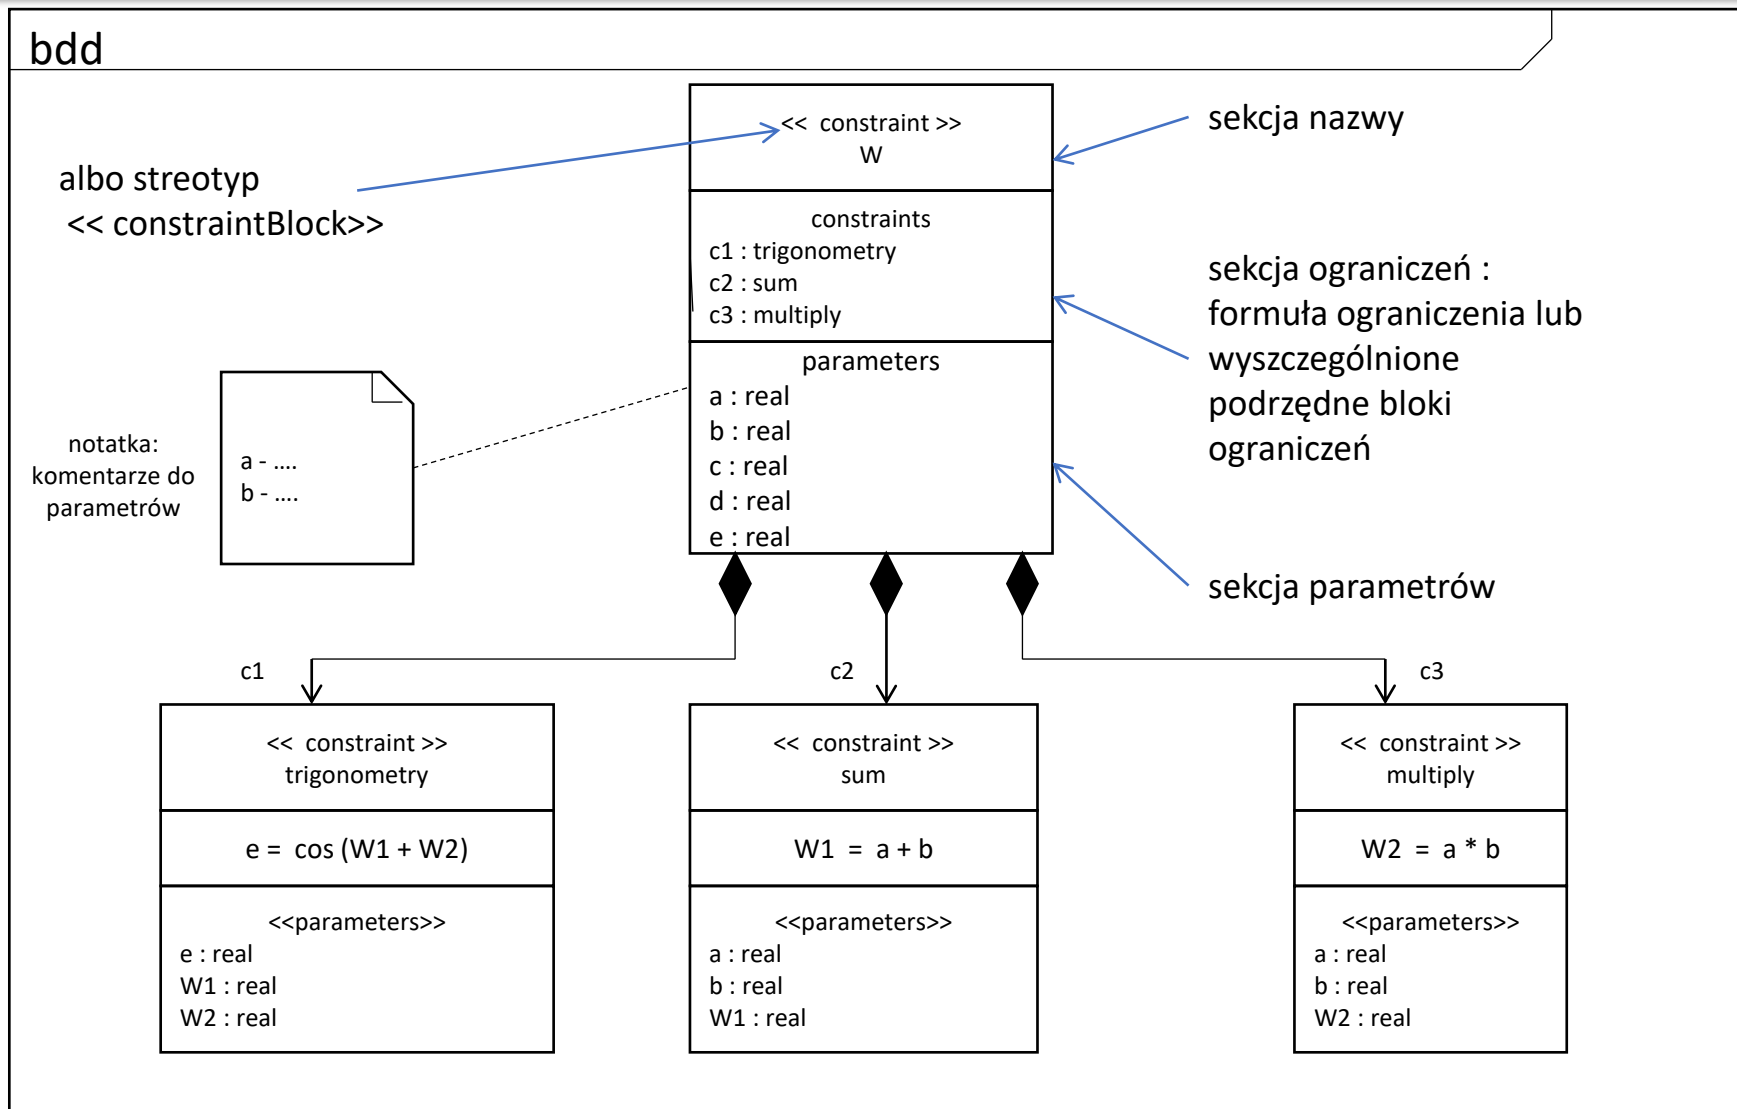 bdd
<< constraint >>
W
sekcja nazwy
albo streotyp
<< constraintBlock>>
constraints
c1 : trigonometry
c2 : sum
c3 : multiply
sekcja ograniczeń :
formuła ograniczenia lub
wyszczególnione
podrzędne bloki
ograniczeń
parameters
a : real
b : real
c : real
d : real
e : real
notatka:
komentarze do
parametrów
a - ....
b - ....
sekcja parametrów
c1
c2
c3
<< constraint >>
trigonometry
e = cos (W1 + W2)
<<parameters>>
e : real
W1 : real
W2 : real
<< constraint >>
sum
W1 = a + b
<<parameters>>
a : real
b : real
W1 : real
<< constraint >>
multiply
W2 = a * b
<<parameters>>
a : real
b : real
W2 : real